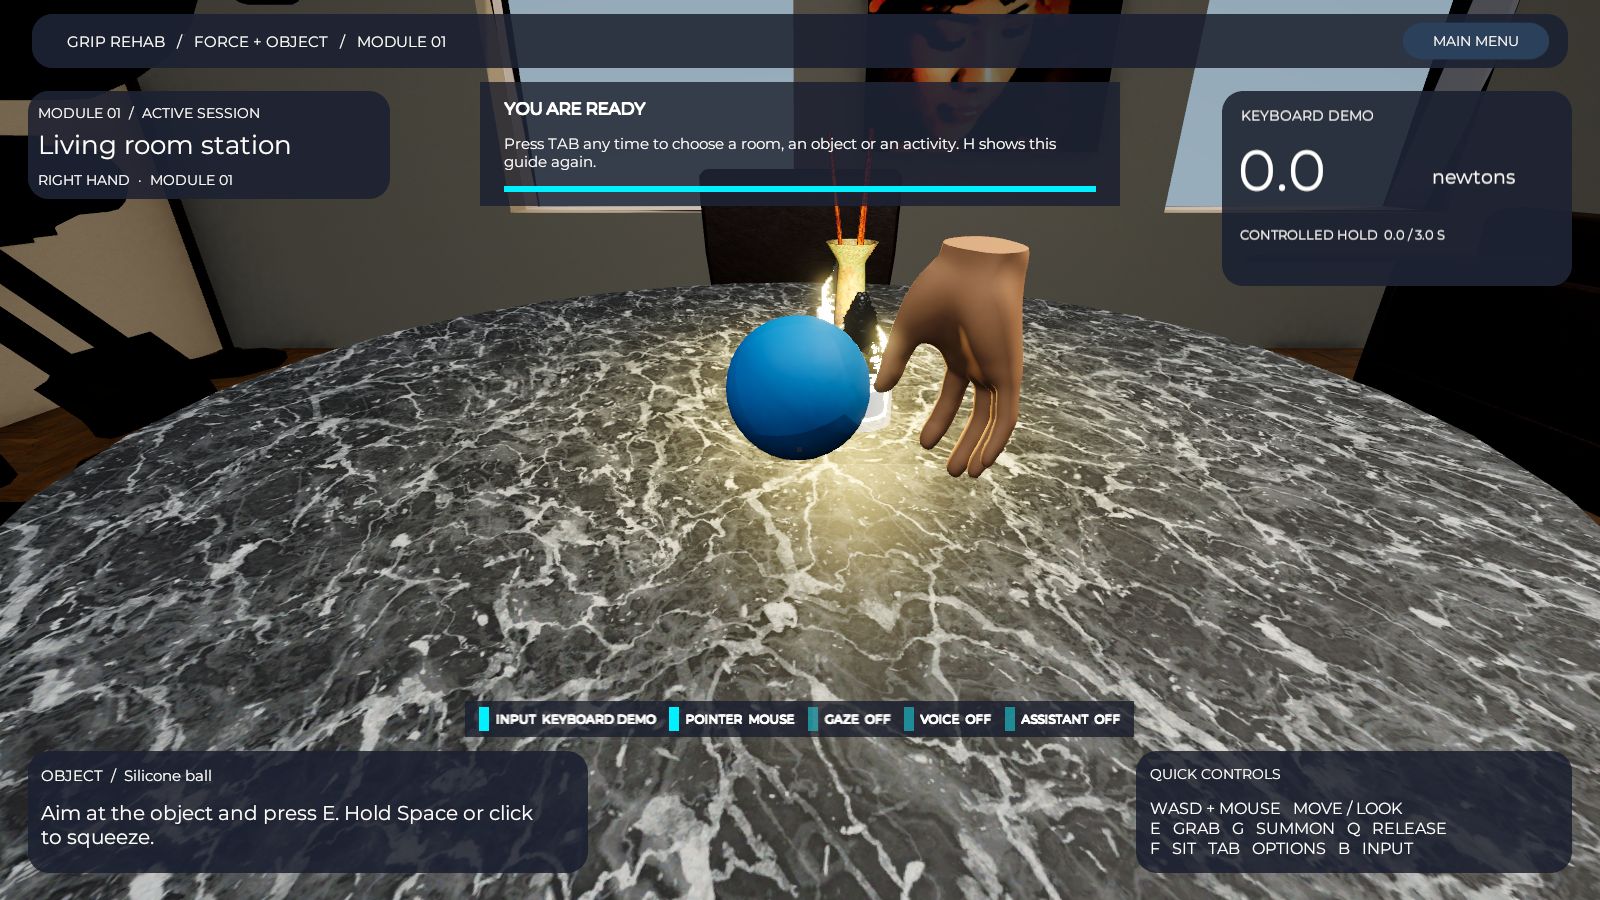 GRIP REHAB / FORCE + OBJECT / MODULE 01
MAIN MENU
MODULE 01 / ACTIVE SESSION
Living room station
RIGHT HAND · MODULE 01
YOU ARE READY
Press TAB any time to choose a room, an object or an activity. H shows this
guide again.
KEYBOARD DEMO
0.0 newtons
CONTROLLED HOLD 0.0 / 3.0 S
INPUT KEYBOARD DEMO POINTER MOUSE GAZE OFF VOICE OFF ASSISTANT OFF
OBJECT / Silicone ball
Aim at the object and press E. Hold Space or click
to squeeze.
QUICK CONTROLS
WASD + MOUSE MOVE / LOOK
E GRAB G SUMMON Q RELEASE
F SIT TAB OPTIONS B INPUT